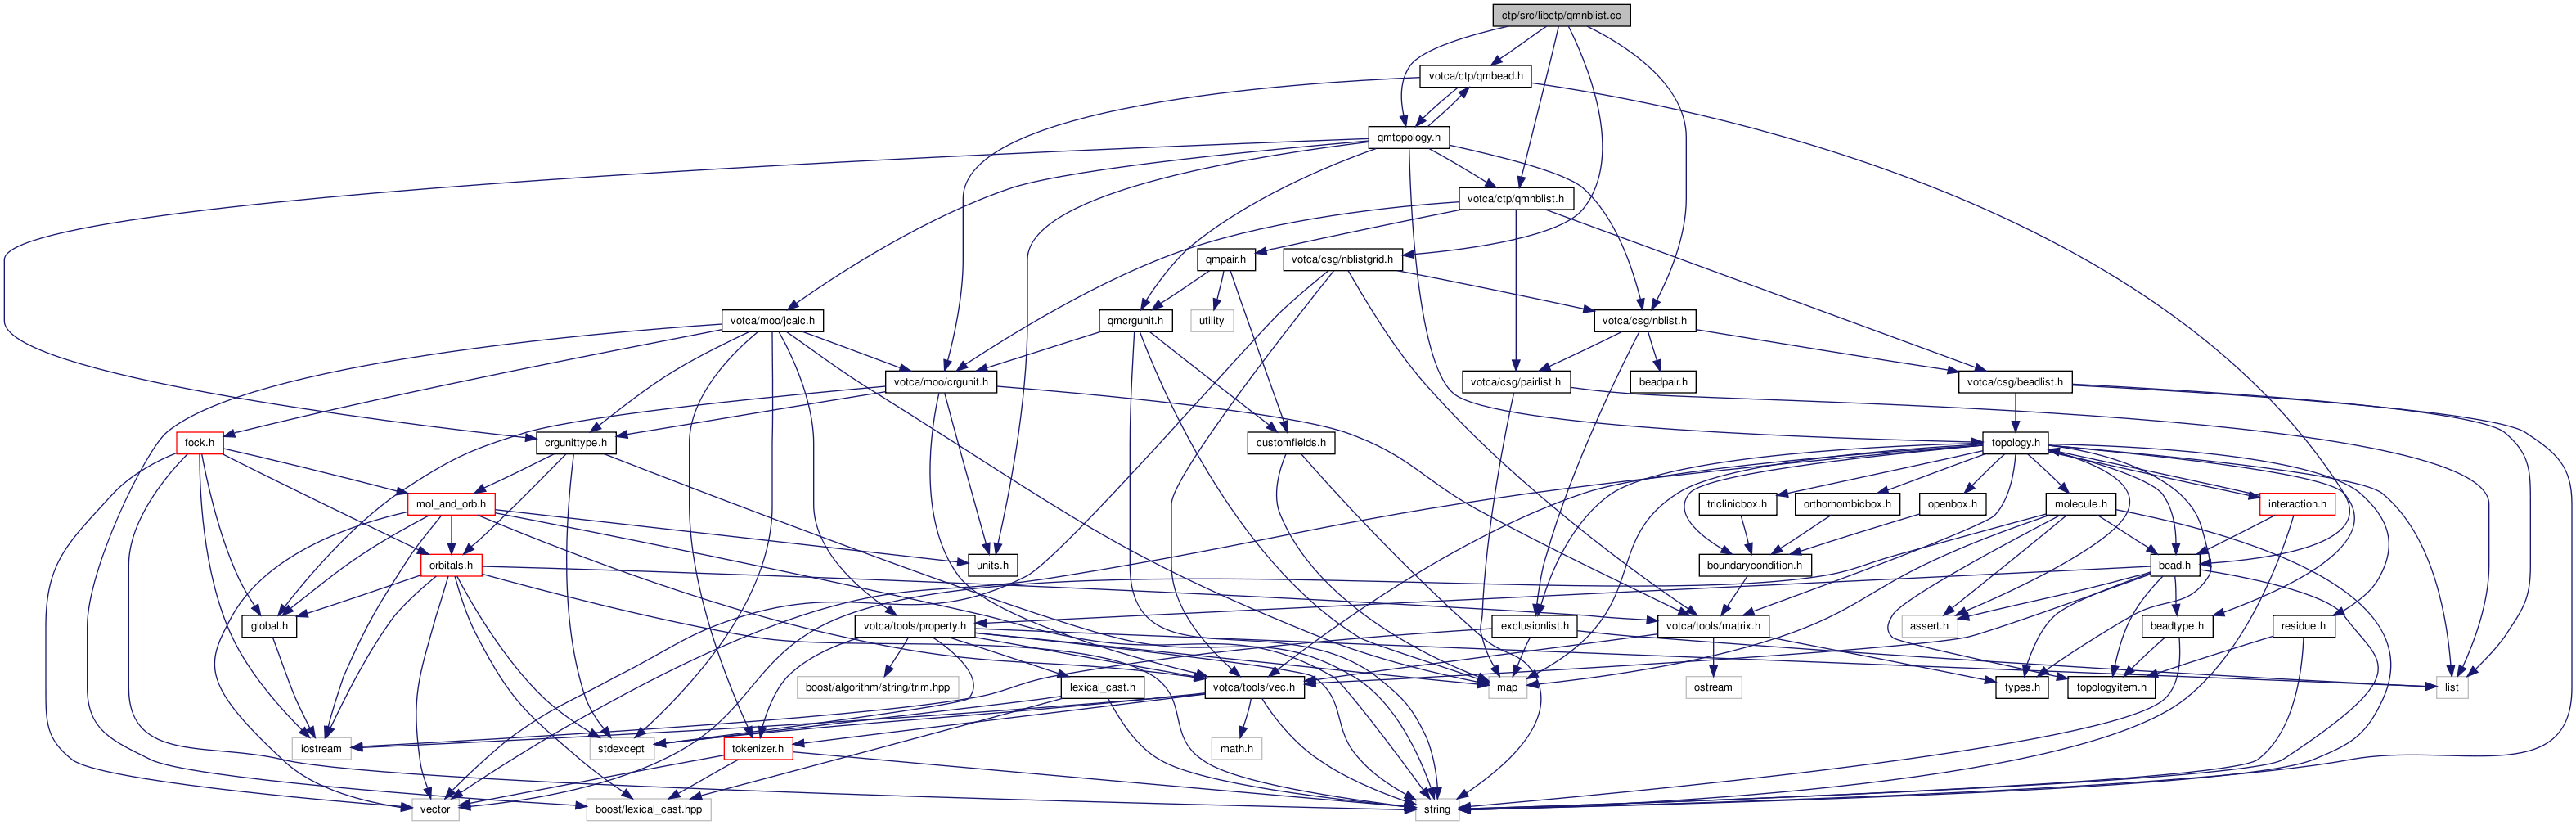 ctp/src/libctp/qmnblist.cc
votca/ctp/qmbead.h
qmtopology.h
votca/ctp/qmnblist.h
qmpair.h
votca/csg/nblistgrid.h
votca/moo/jcalc.h
qmcrgunit.h
utility
votca/csg/nblist.h
votca/moo/crgunit.h
votca/csg/pairlist.h
beadpair.h
votca/csg/beadlist.h
fock.h
crgunittype.h
customfields.h
topology.h
mol_and_orb.h
triclinicbox.h
orthorhombicbox.h
openbox.h
molecule.h
interaction.h
orbitals.h
units.h
boundarycondition.h
bead.h
global.h
votca/tools/property.h
exclusionlist.h
votca/tools/matrix.h
assert.h
beadtype.h
residue.h
boost/algorithm/string/trim.hpp
lexical_cast.h
votca/tools/vec.h
map
ostream
types.h
topologyitem.h
list
iostream
stdexcept
tokenizer.h
math.h
vector
boost/lexical_cast.hpp
string